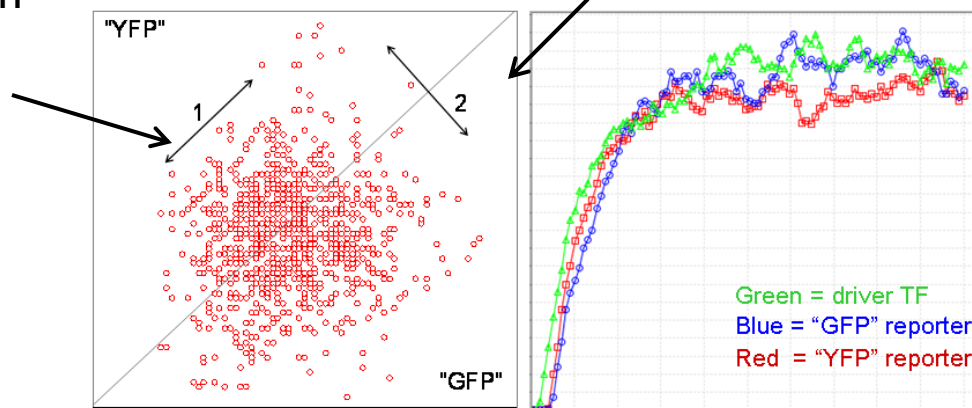 "YFP"
1
2
"GFP"
Green = driver TF
Blue = “GFP” reporter
Red = “YFP” reporter